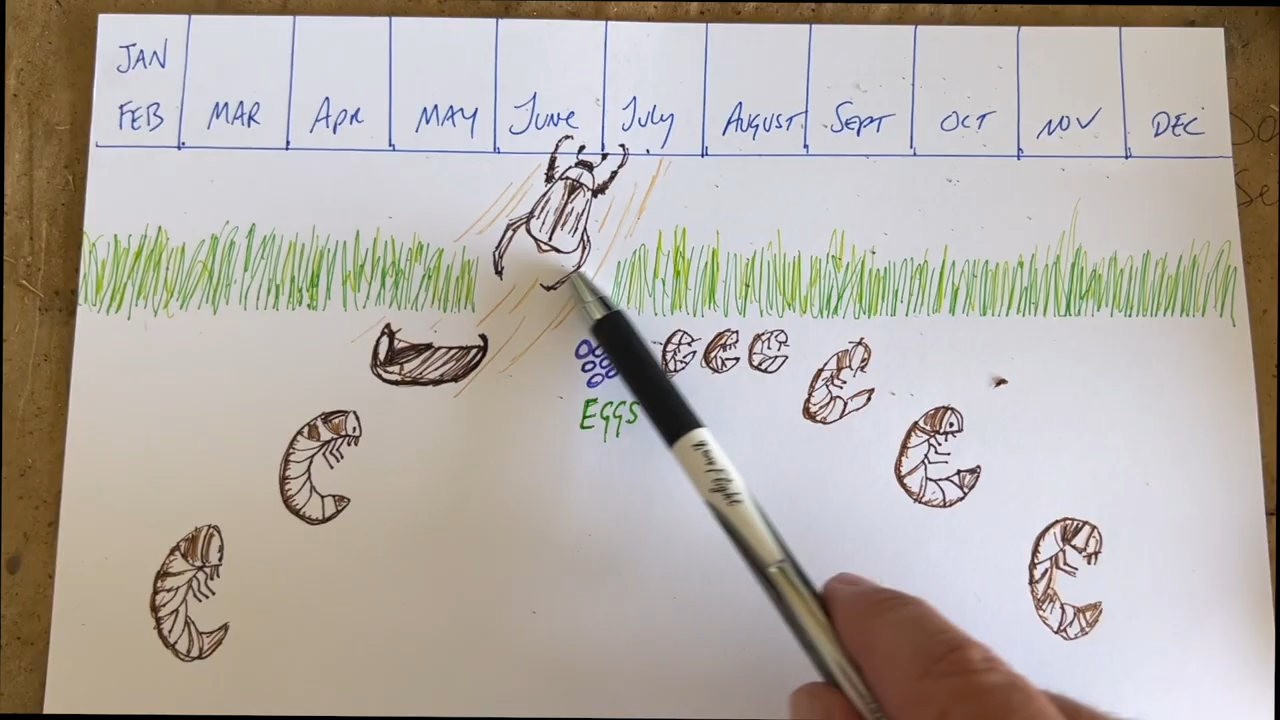 JAN
FEB
MAR
Apr
MAY
June
July
AUGUST
SEPT
OCT
NOV
DEC
EGGS